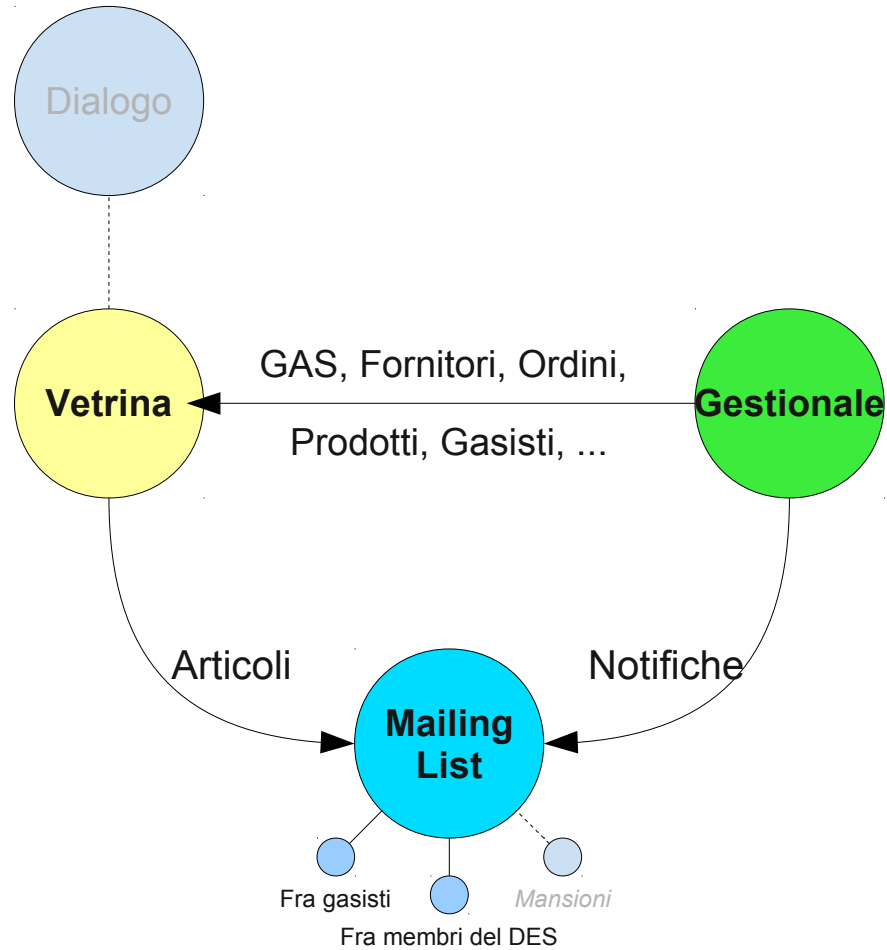 Dialogo
GAS, Fornitori, Ordini,
Vetrina
Gestionale
Prodotti, Gasisti, ...
Articoli
Notifiche
Mailing
List
Fra gasisti
Mansioni
Fra membri del DES